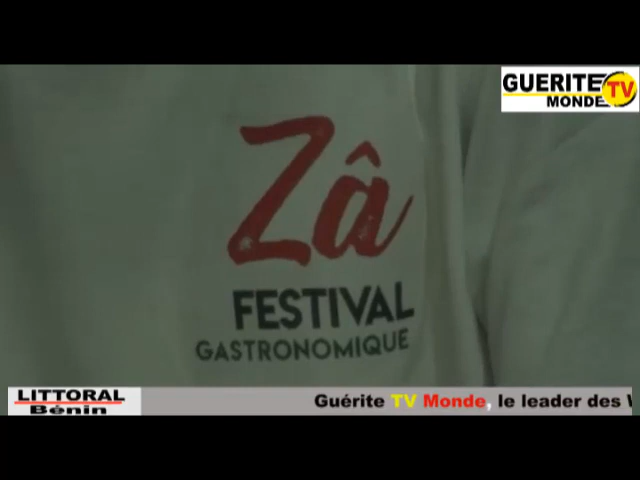 GUERITE TV
MONDE
Zâ
FESTIVAL
GASTRONOMIQUE
LITTORAL
Bénin
Guérite TV Monde, le leader des